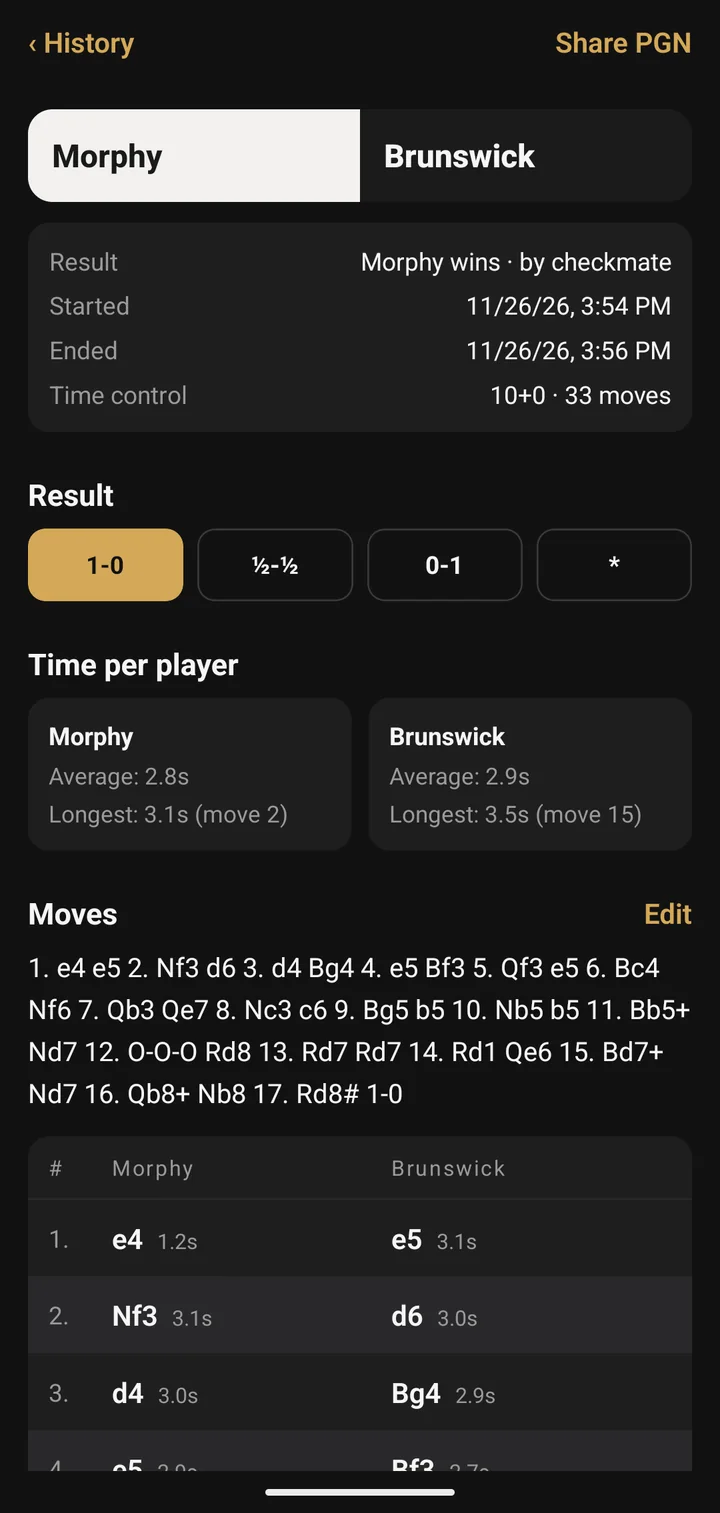 ‹ History Share PGN
Morphy Brunswick
Result Morphy wins · by checkmate
Started 11/26/26, 3:54 PM
Ended 11/26/26, 3:56 PM
Time control 10+0 · 33 moves
Result
1-0 ½-½ 0-1 *
Time per player
Morphy Brunswick
Average: 2.8s Average: 2.9s
Longest: 3.1s (move 2) Longest: 3.5s (move 15)
Moves Edit
1. e4 e5 2. Nf3 d6 3. d4 Bg4 4. e5 Bf3 5. Qf3 e5 6. Bc4
Nf6 7. Qb3 Qe7 8. Nc3 c6 9. Bg5 b5 10. Nb5 b5 11. Bb5+
Nd7 12. O-O-O Rd8 13. Rd7 Rd7 14. Rd1 Qe6 15. Bd7+
Nd7 16. Qb8+ Nb8 17. Rd8# 1-0
# Morphy Brunswick
1. e4 1.2s e5 3.1s
2. Nf3 3.1s d6 3.0s
3. d4 3.0s Bg4 2.9s
4. e5 Bf3